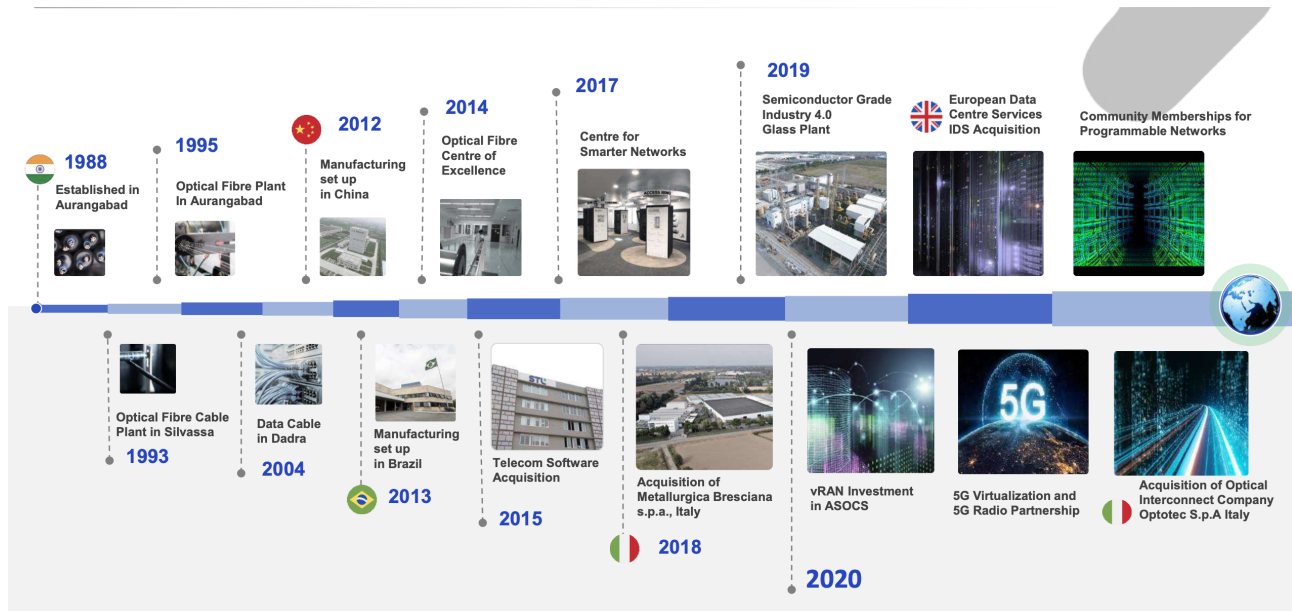 1988
Established in
Aurangabad
1995
Optical Fibre Plant
In Aurangabad
2012
Manufacturing
set up
in China
2014
Optical Fibre
Centre of
Excellence
2017
Centre for
Smarter Networks
ACCESS RING
2019
Semiconductor Grade
Industry 4.0
Glass Plant
European Data
Centre Services
IDS Acquisition
Community Memberships for
Programmable Networks
Optical Fibre Cable
Plant in Silvassa
1993
Data Cable
in Dadra
2004
Manufacturing
set up
in Brazil
2013
STL
Telecom Software
Acquisition
2015
Acquisition of
Metallurgica Bresciana
s.p.a., Italy
2018
vRAN Investment
in ASOCS
2020
5G
5G Virtualization and
5G Radio Partnership
Acquisition of Optical
Interconnect Company
Optotec S.p.A Italy